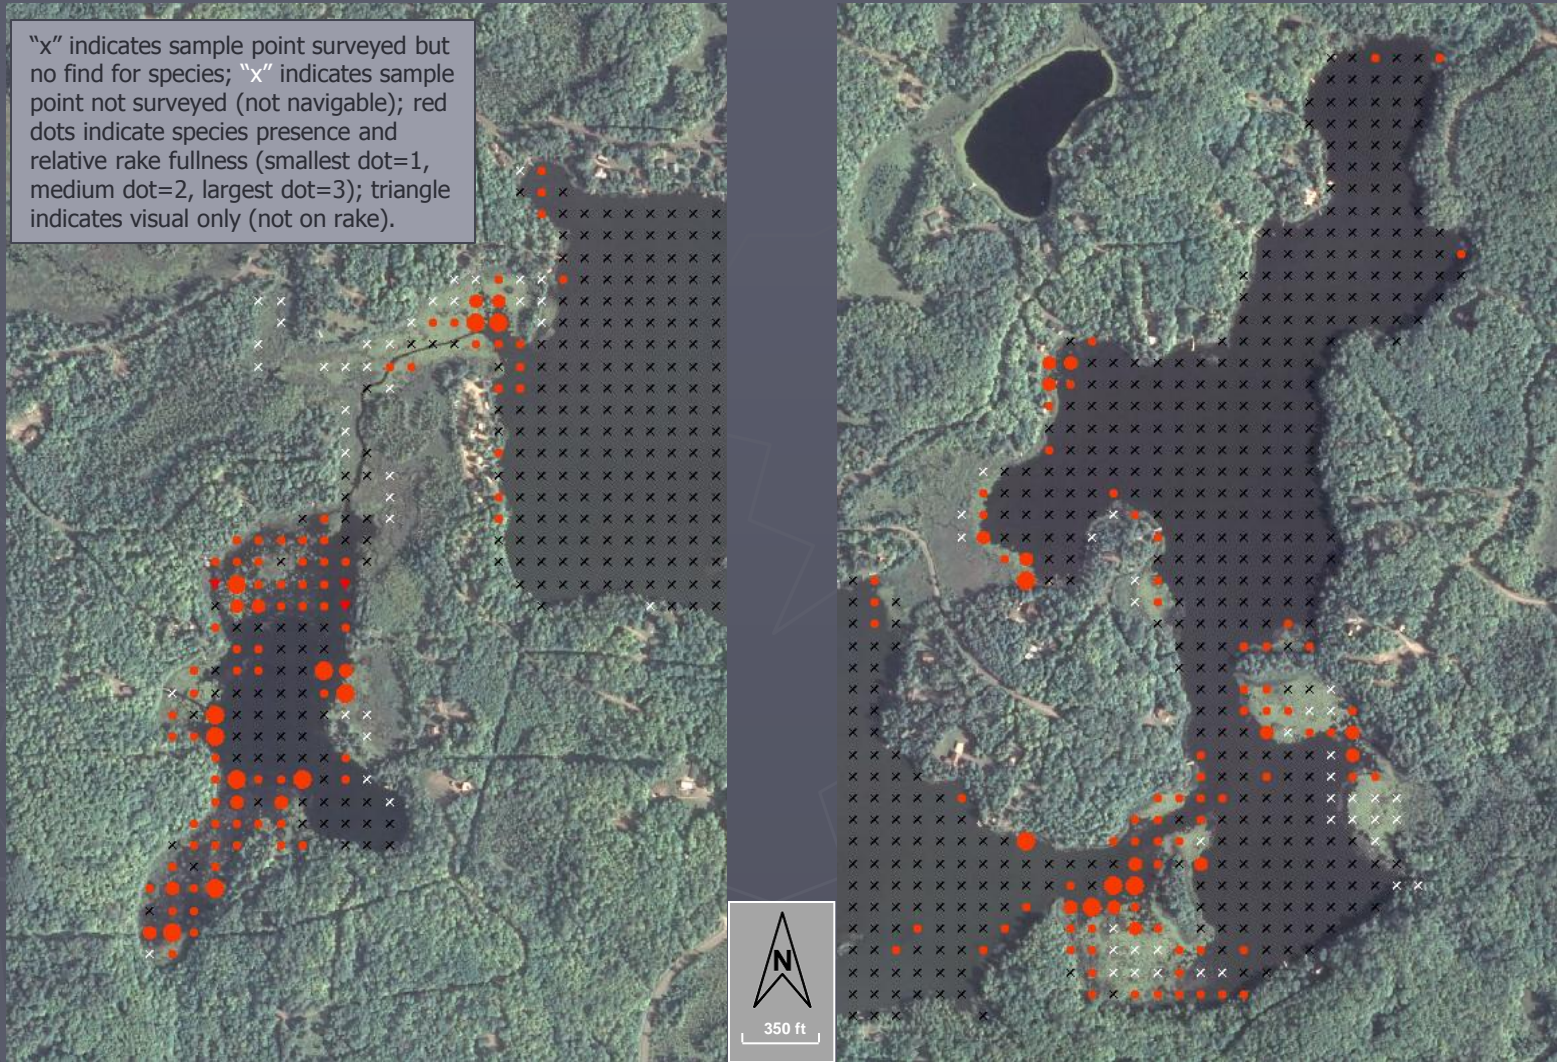 “x” indicates sample point surveyed but
no find for species; “x” indicates sample
point not surveyed (not navigable); red
dots indicate species presence and
relative rake fullness (smallest dot=1,
medium dot=2, largest dot=3); triangle
indicates visual only (not on rake).
N
350 ft